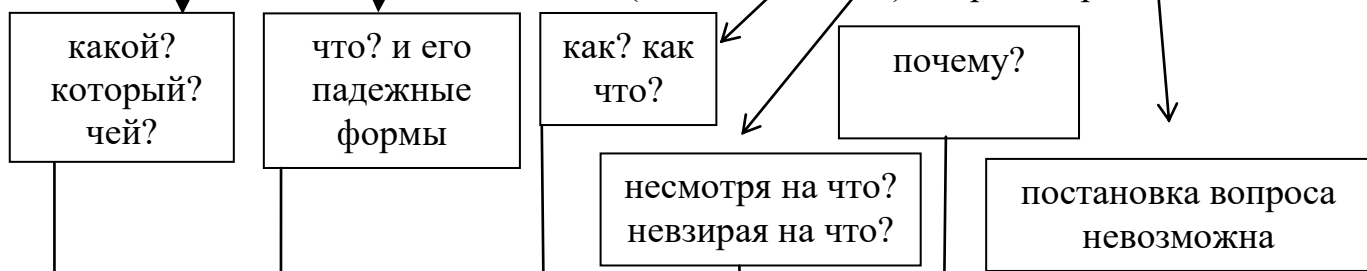 какой?
который?
чей?
что? и его
падежные
формы
как? как
что?
почему?
несмотря на что?
невзирая на что?
постановка вопроса
невозможна